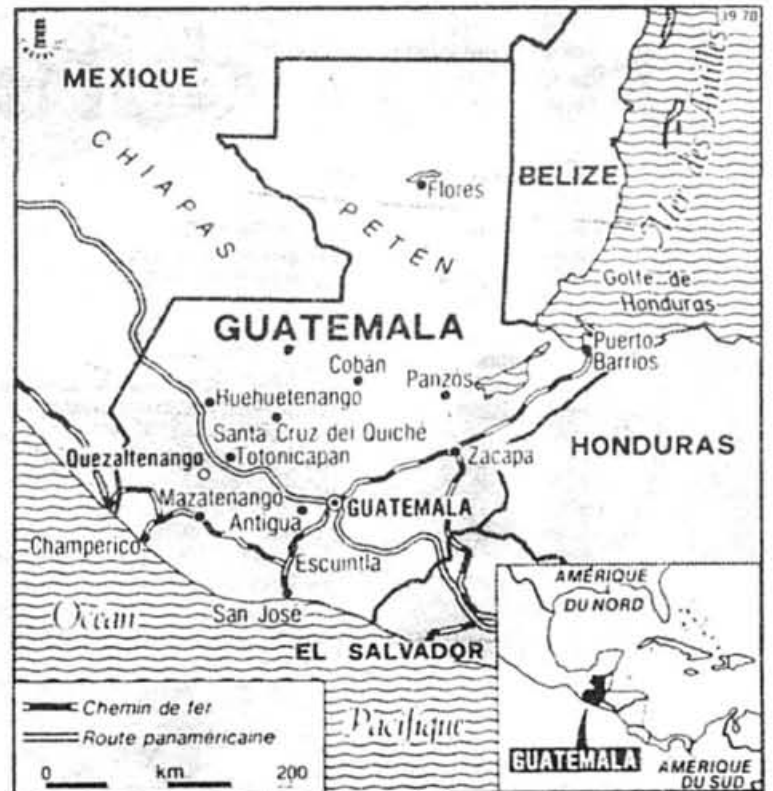 1978
MEXIQUE
CHIAPAS
Flores
PETÉN
BELIZE
Mer des Antilles
Golfe de
Honduras
GUATEMALA
Puerto
Barrios
Cobán
Panzós
Huehuetenango
Santa Cruz del Quiché
HONDURAS
Quezaltenango
Totonicapan
Zacapa
Mazatenango
GUATEMALA
Antigua
Champerico
Escuintla
San José
Océan
EL SALVADOR
Pacifique
Chemin de fer
Route panaméricaine
0 km 200
AMÉRIQUE
DU NORD
GUATEMALA
AMÉRIQUE
DU SUD